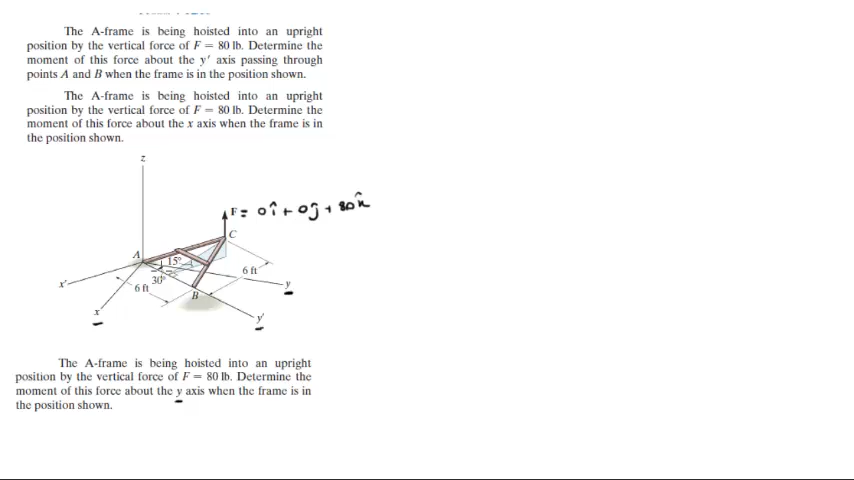 The A-frame is being hoisted into an upright
position by the vertical force of F = 80 lb. Determine the
moment of this force about the y′ axis passing through
points A and B when the frame is in the position shown.
The A-frame is being hoisted into an upright
position by the vertical force of F = 80 lb. Determine the
moment of this force about the x axis when the frame is in
the position shown.
z
F = 0î + 0ĵ + 80k̂
C
A
15°
6 ft
x′
30°
6 ft
y
B
x
y′
The A-frame is being hoisted into an upright
position by the vertical force of F = 80 lb. Determine the
moment of this force about the y axis when the frame is in
the position shown.